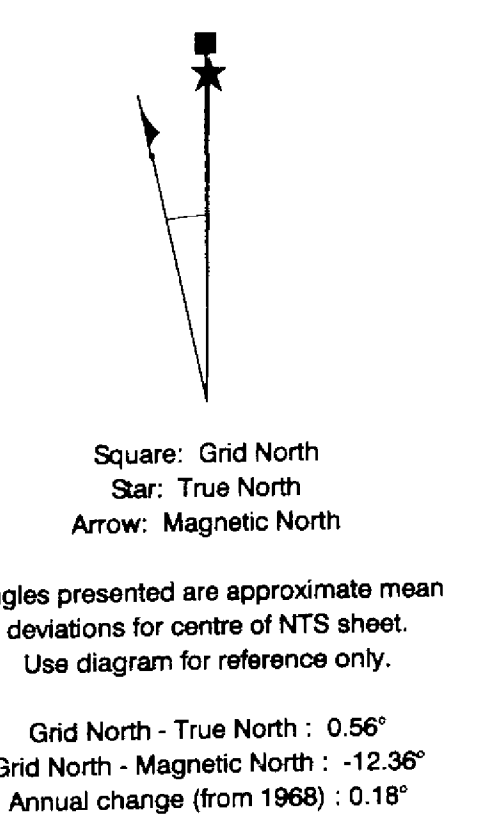 Square: Grid North
Star: True North
Arrow: Magnetic North
ngles presented are approximate mean
deviations for centre of NTS sheet.
Use diagram for reference only.
Grid North - True North : 0.56°
Grid North - Magnetic North : -12.36°
Annual change (from 1968) : 0.18°